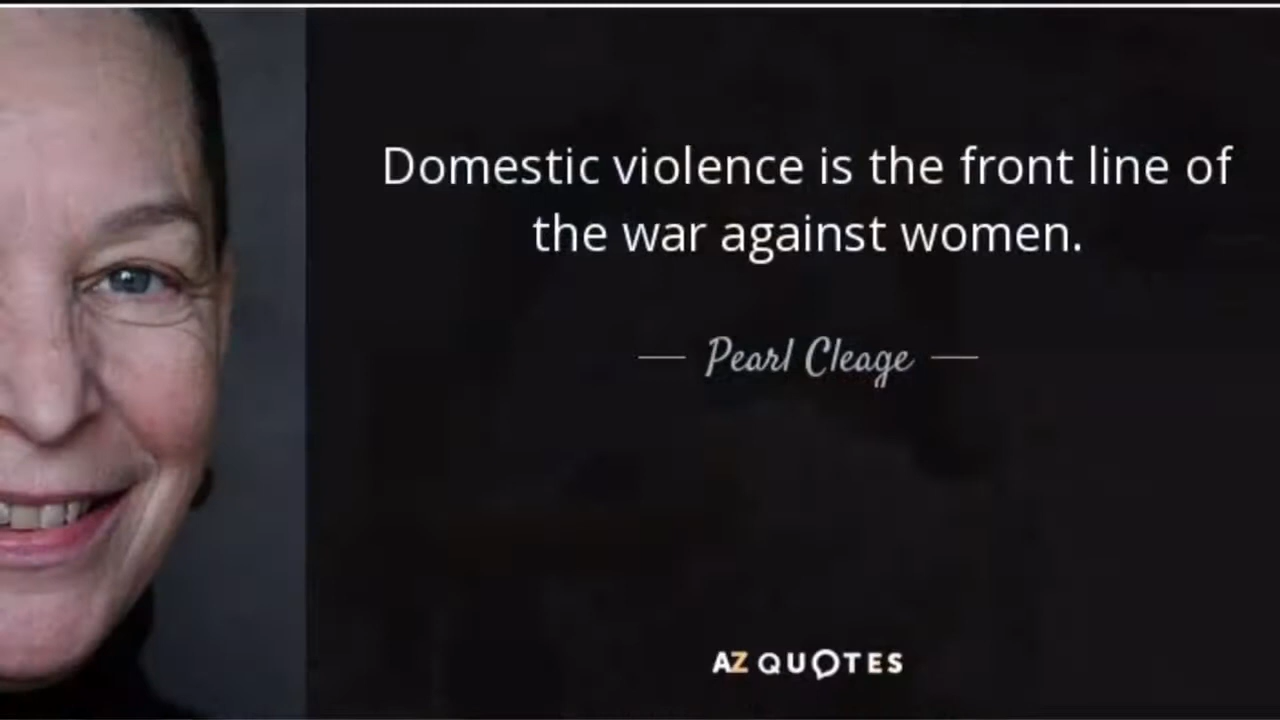 Domestic violence is the front line of
the war against women.
Pearl Cleage
AZ QUOTES